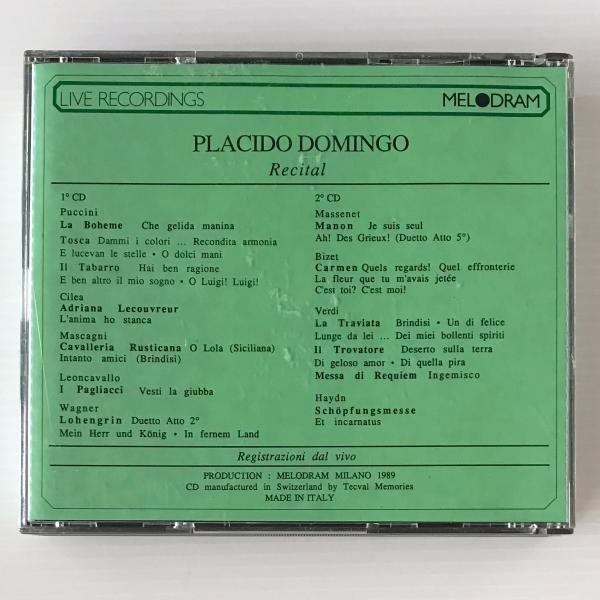 LIVE RECORDINGS
MELODRAM
PLACIDO DOMINGO
Recital
1° CD
Puccini
La Boheme Che gelida manina
Tosca Dammi i colori ... Recondita armonia
E lucevan le stelle • O dolci mani
Il Tabarro Hai ben ragione
E ben altro il mio sogno • O Luigi! Luigi!
Cilea
Adriana Lecouvreur
L'anima ho stanca
Mascagni
Cavalleria Rusticana O Lola (Siciliana)
Intanto amici (Brindisi)
Leoncavallo
I Pagliacci Vesti la giubba
Wagner
Lohengrin Duetto Atto 2°
Mein Herr und König • In fernem Land
2° CD
Massenet
Manon Je suis seul
Ah! Des Grieux! (Duetto Atto 5°)
Bizet
Carmen Quels regards! Quel effronterie
La fleur que tu m'avais jetée
C'est toi? C'est moi!
Verdi
La Traviata Brindisi • Un di felice
Lunge da lei ... Dei miei bollenti spiriti
Il Trovatore Deserto sulla terra
Di geloso amor • Di quella pira
Messa di Requiem Ingemisco
Haydn
Schöpfungsmesse
Et incarnatus
Registrazioni dal vivo
PRODUCTION : MELODRAM MILANO 1989
CD manufactured in Switzerland by Tecval Memories
MADE IN ITALY